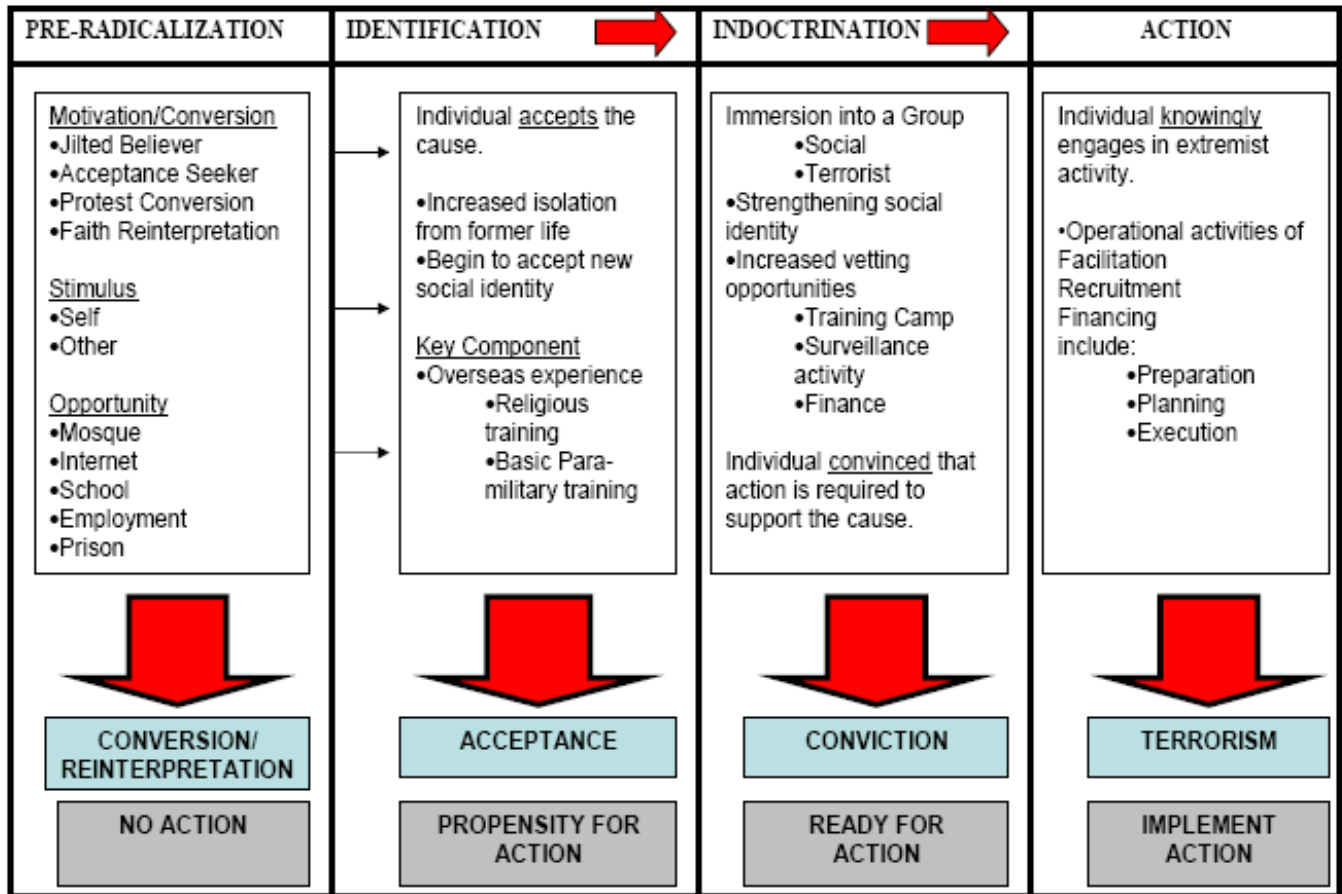 PRE-RADICALIZATION
IDENTIFICATION
INDOCTRINATION
ACTION
Motivation/Conversion
•Jilted Believer
•Acceptance Seeker
•Protest Conversion
•Faith Reinterpretation
Stimulus
•Self
•Other
Opportunity
•Mosque
•Internet
•School
•Employment
•Prison
Individual accepts the
cause.
•Increased isolation
from former life
•Begin to accept new
social identity
Key Component
•Overseas experience
•Religious
training
•Basic Para-
military training
Immersion into a Group
•Social
•Terrorist
•Strengthening social
identity
•Increased vetting
opportunities
•Training Camp
•Surveillance
activity
•Finance
Individual convinced that
action is required to
support the cause.
Individual knowingly
engages in extremist
activity.
•Operational activities of
Facilitation
Recruitment
Financing
include:
•Preparation
•Planning
•Execution
CONVERSION/
REINTERPRETATION
ACCEPTANCE
CONVICTION
TERRORISM
NO ACTION
PROPENSITY FOR
ACTION
READY FOR
ACTION
IMPLEMENT
ACTION